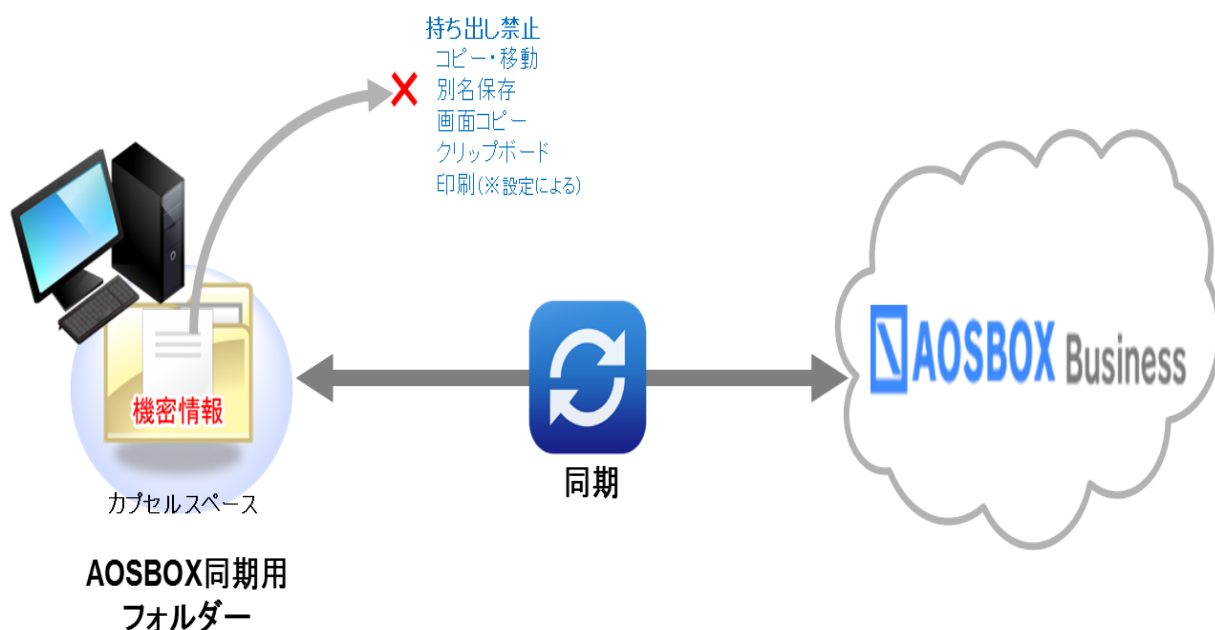 持ち出し禁止
コピー・移動
別名保存
画面コピー
クリップボード
印刷(※設定による)
機密情報
カプセルスペース
AOSBOX同期用
フォルダー
同期
AOSBOX Business